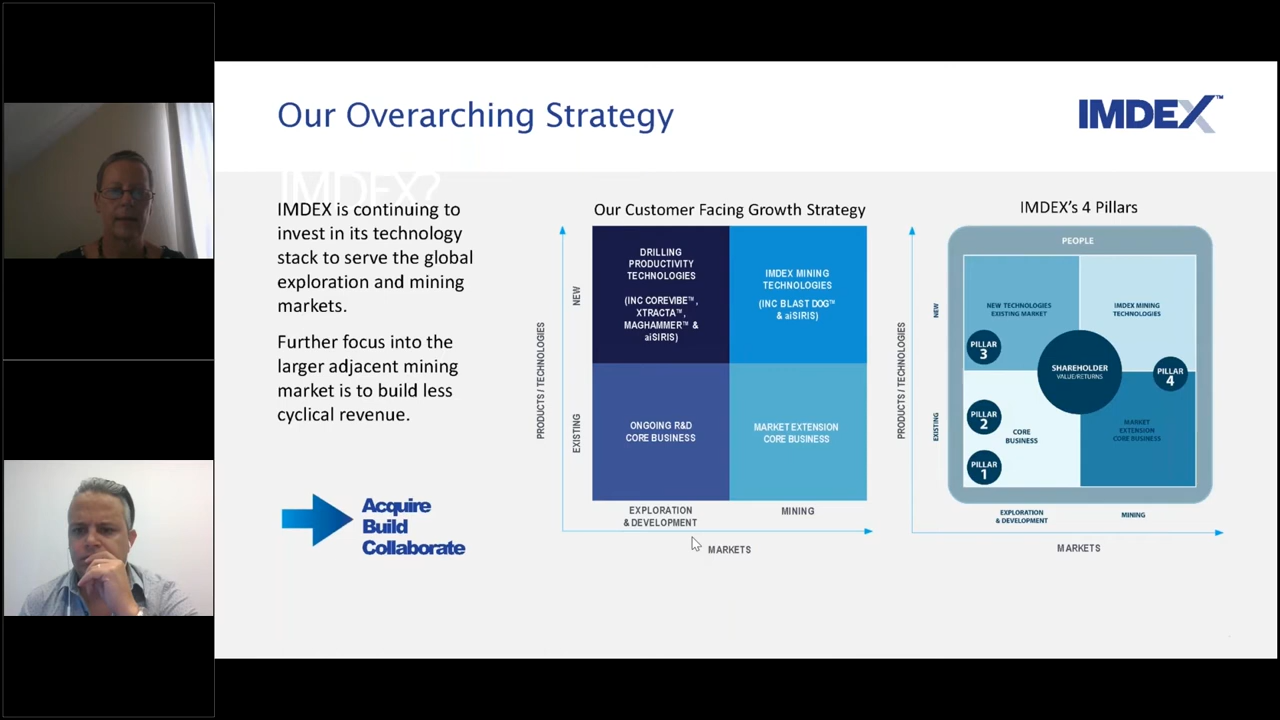 Our Overarching Strategy
IMDEX™
IMDEX?
IMDEX is continuing to
invest in its technology
stack to serve the global
exploration and mining
markets.
Further focus into the
larger adjacent mining
market is to build less
cyclical revenue.
Acquire
Build
Collaborate
Our Customer Facing Growth Strategy
PRODUCTS / TECHNOLOGIES
NEW
EXISTING
DRILLING
PRODUCTIVITY
TECHNOLOGIES
(INC COREVIBE™,
XTRACTA™,
MAGHAMMER™ &
aiSIRIS)
IMDEX MINING
TECHNOLOGIES
(INC BLAST DOG™
& aiSIRIS)
ONGOING R&D
CORE BUSINESS
MARKET EXTENSION
CORE BUSINESS
EXPLORATION
& DEVELOPMENT
MINING
MARKETS
IMDEX's 4 Pillars
PRODUCTS / TECHNOLOGIES
NEW
EXISTING
PEOPLE
NEW TECHNOLOGIES
EXISTING MARKET
IMDEX MINING
TECHNOLOGIES
PILLAR
3
SHAREHOLDER
VALUE/RETURNS
PILLAR
4
PILLAR
2
CORE
BUSINESS
MARKET
EXTENSION
CORE BUSINESS
PILLAR
1
EXPLORATION
& DEVELOPMENT
MINING
MARKETS